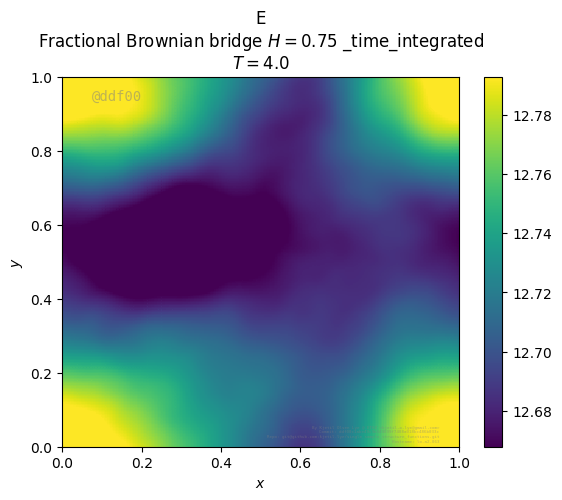 E
Fractional Brownian bridge H = 0.75 _time_integrated
T = 4.0
@ddf00
1.0
0.8
0.6
0.4
0.2
0.0
y
0.0 0.2 0.4 0.6 0.8 1.0
x
12.78
12.76
12.74
12.72
12.70
12.68